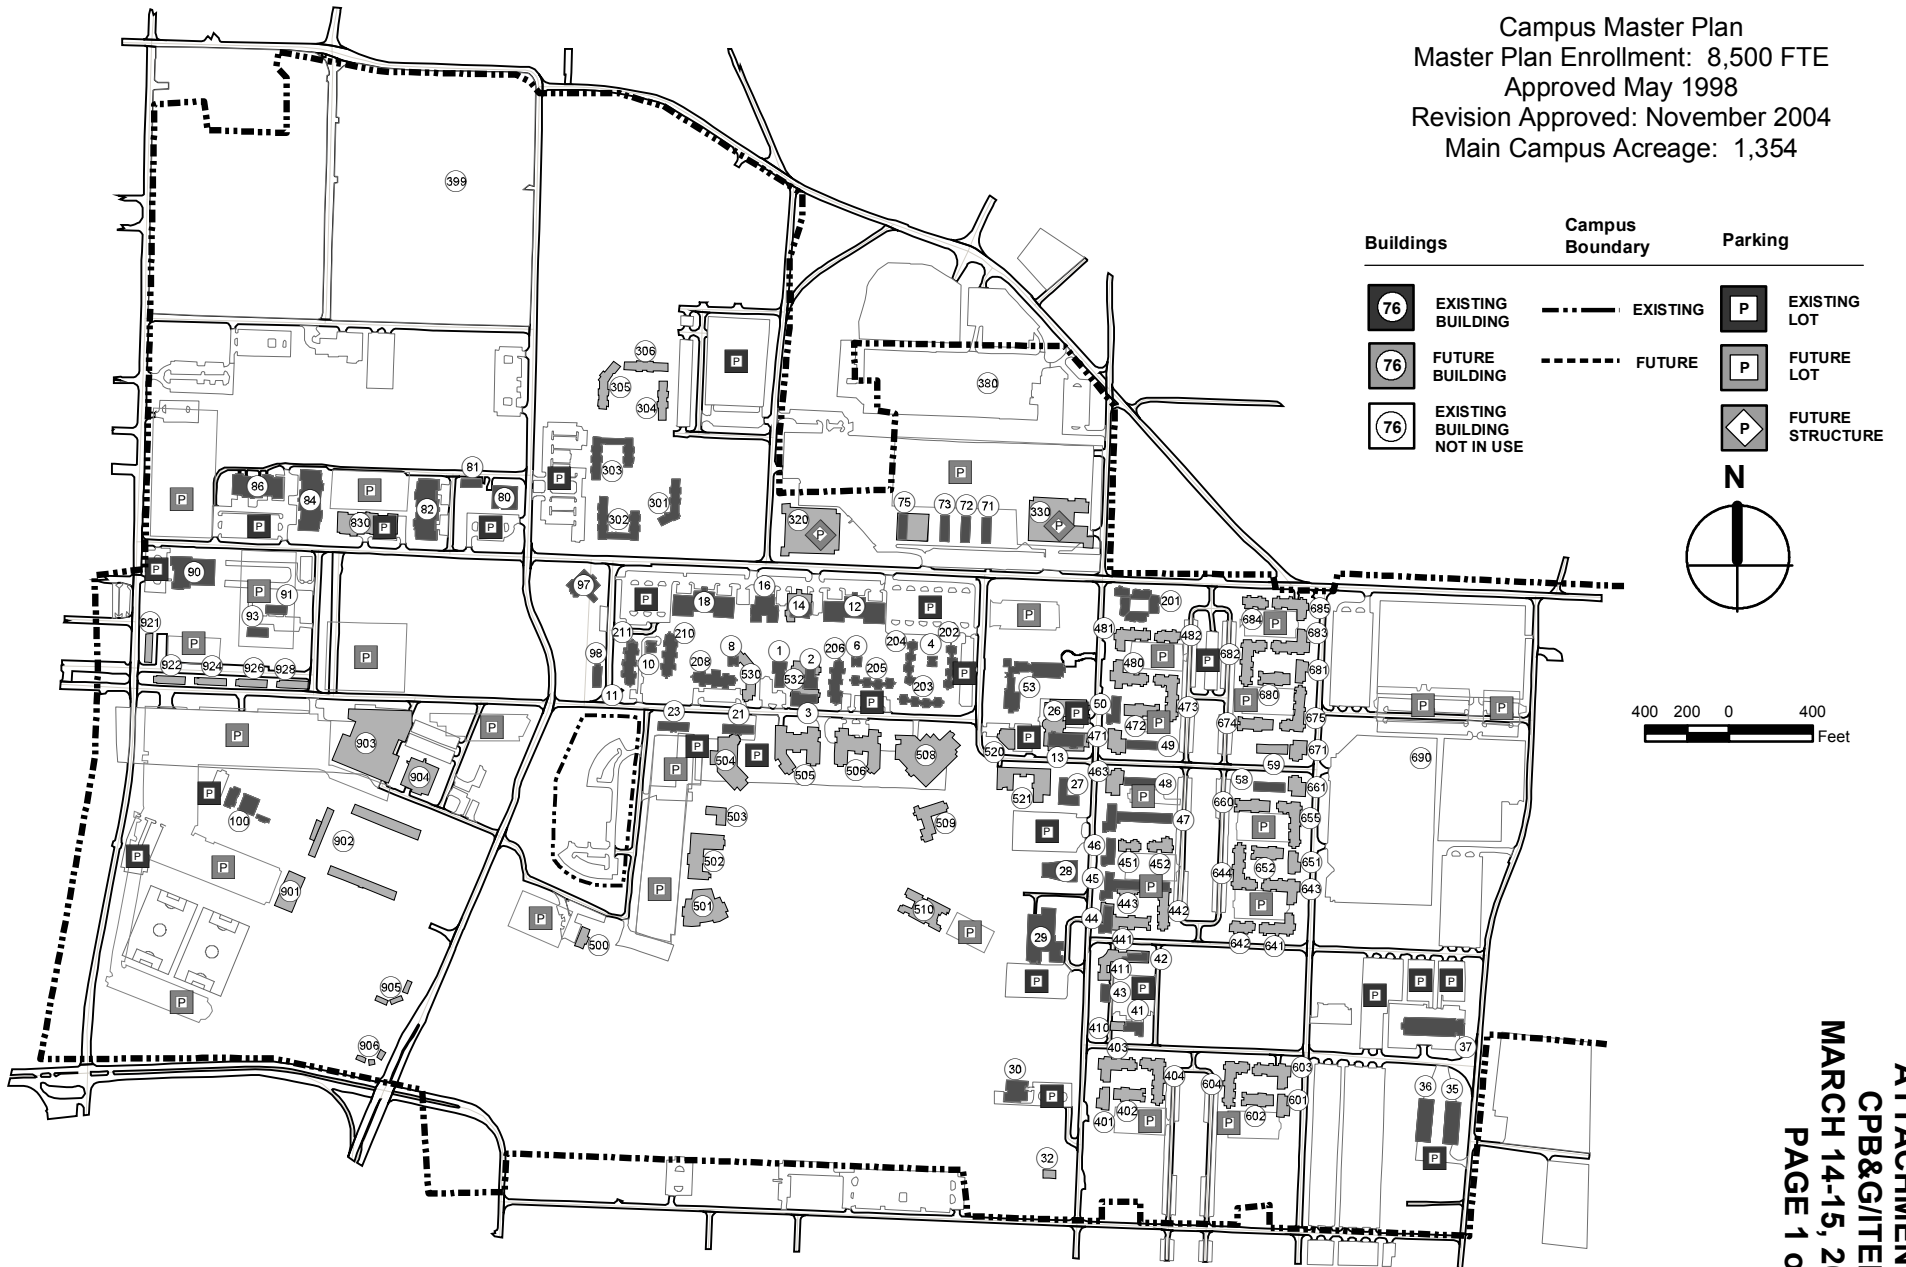 Campus Master Plan
Master Plan Enrollment: 8,500 FTE
Approved May 1998
Revision Approved: November 2004
Main Campus Acreage: 1,354
Buildings
Campus
Boundary
Parking
76 EXISTING
BUILDING
EXISTING
P EXISTING
LOT
76 FUTURE
BUILDING
FUTURE
P FUTURE
LOT
76 EXISTING
BUILDING
NOT IN USE
P FUTURE
STRUCTURE
N
400 200 0 400
Feet
399
306
305
304
P
380
303
P
301
302
81
86
84
P
82
80
P
830
P
P
P
P
75
73
72
71
330
P
320
P
P
90
P
91
93
P
97
P
18
16
14
12
P
202
P
201
685
684
P
683
921
P
922
924
926
928
P
98
211
210
10
208
8
530
1
532
2
206
6
205
204
4
203
P
P
11
3
53
481
482
480
P
P
682
681
680
P
473
472
P
674
675
50
26
P
471
49
671
59
P
P
690
23
21
P
P
504
P
505
506
508
520
P
13
903
P
P
904
521
27
463
48
P
47
58
661
660
P
655
P
100
902
503
502
509
P
46
451
452
652
651
P
P
901
P
501
510
P
28
45
443
P
442
644
643
P
P
500
29
44
441
642
641
P
411
42
43
P
41
410
P
P
P
37
P
905
906
30
P
403
404
604
603
402
P
401
601
602
P
36
35
P
32
MARCH 14-15, 2
PAGE 1 o